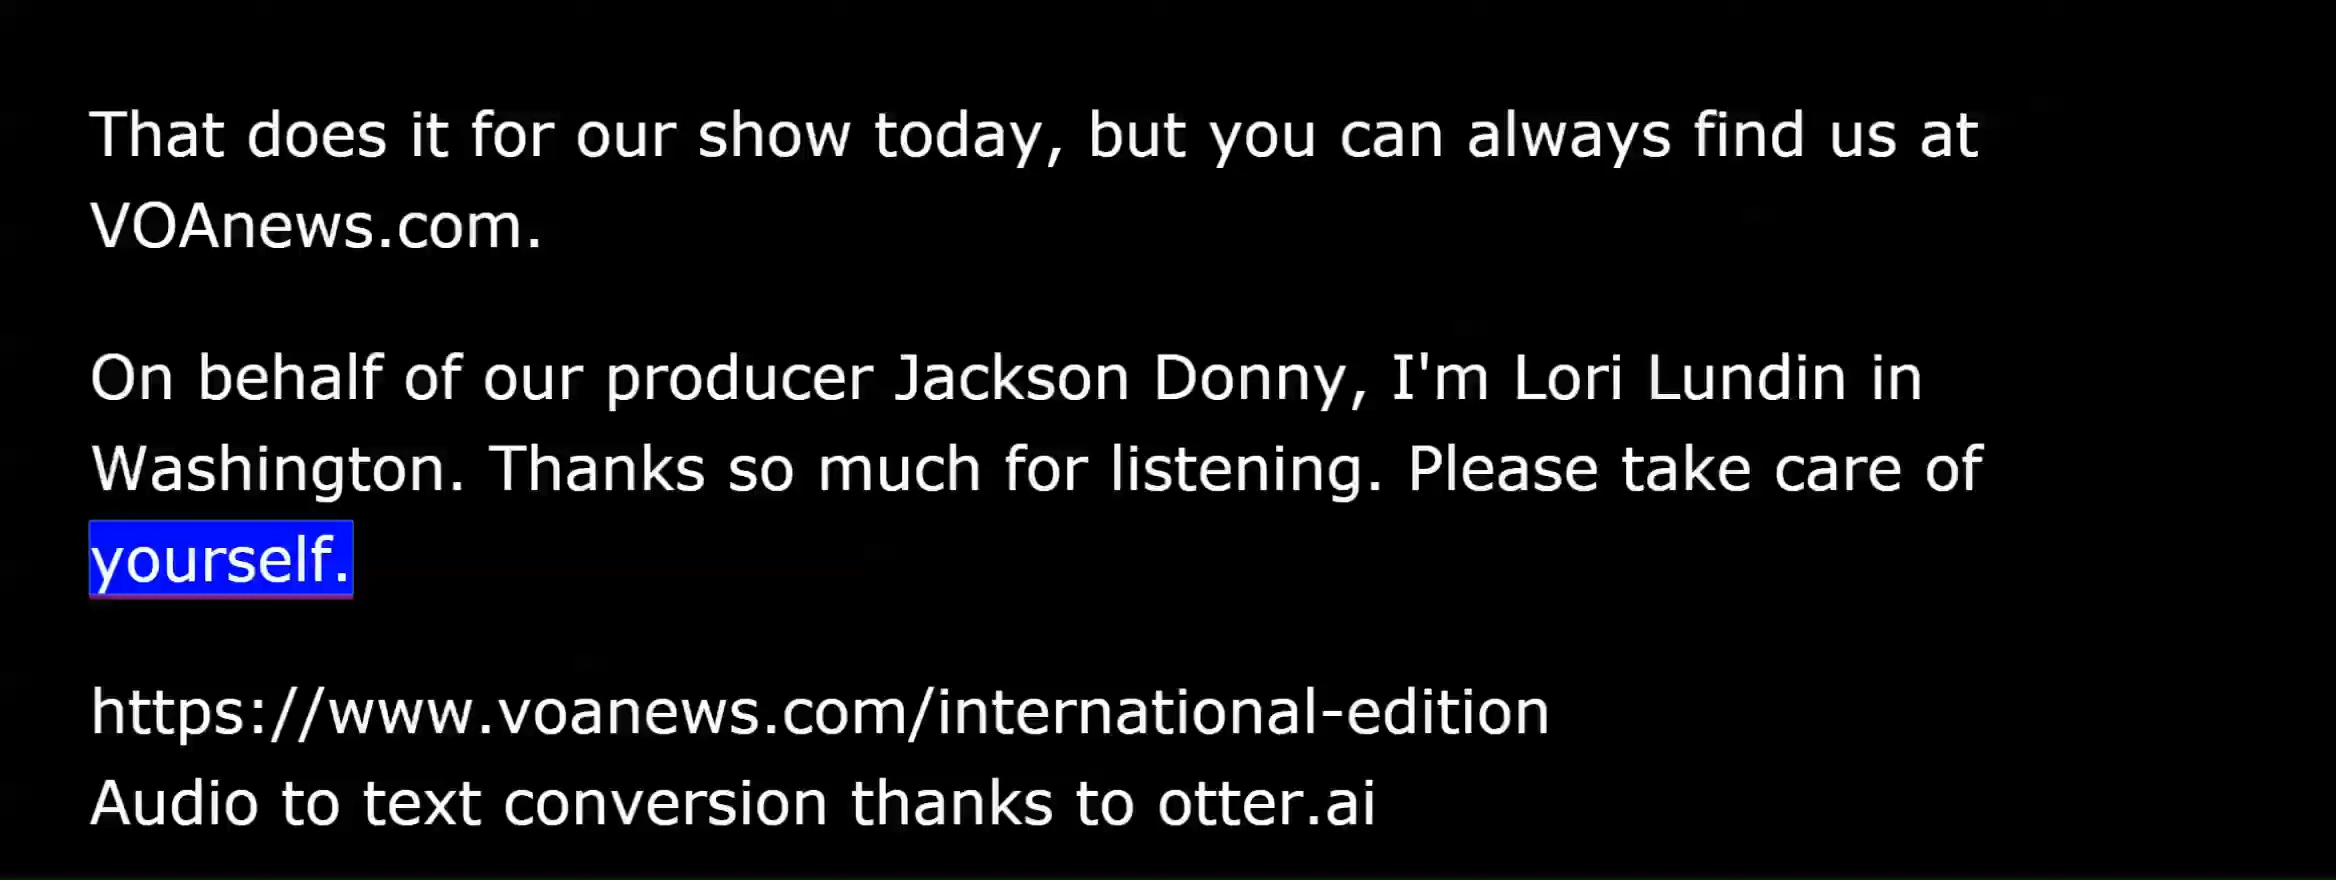 That does it for our show today, but you can always find us at
VOAnews.com.
On behalf of our producer Jackson Donny, I'm Lori Lundin in
Washington. Thanks so much for listening. Please take care of
yourself.
https://www.voanews.com/international-edition
Audio to text conversion thanks to otter.ai